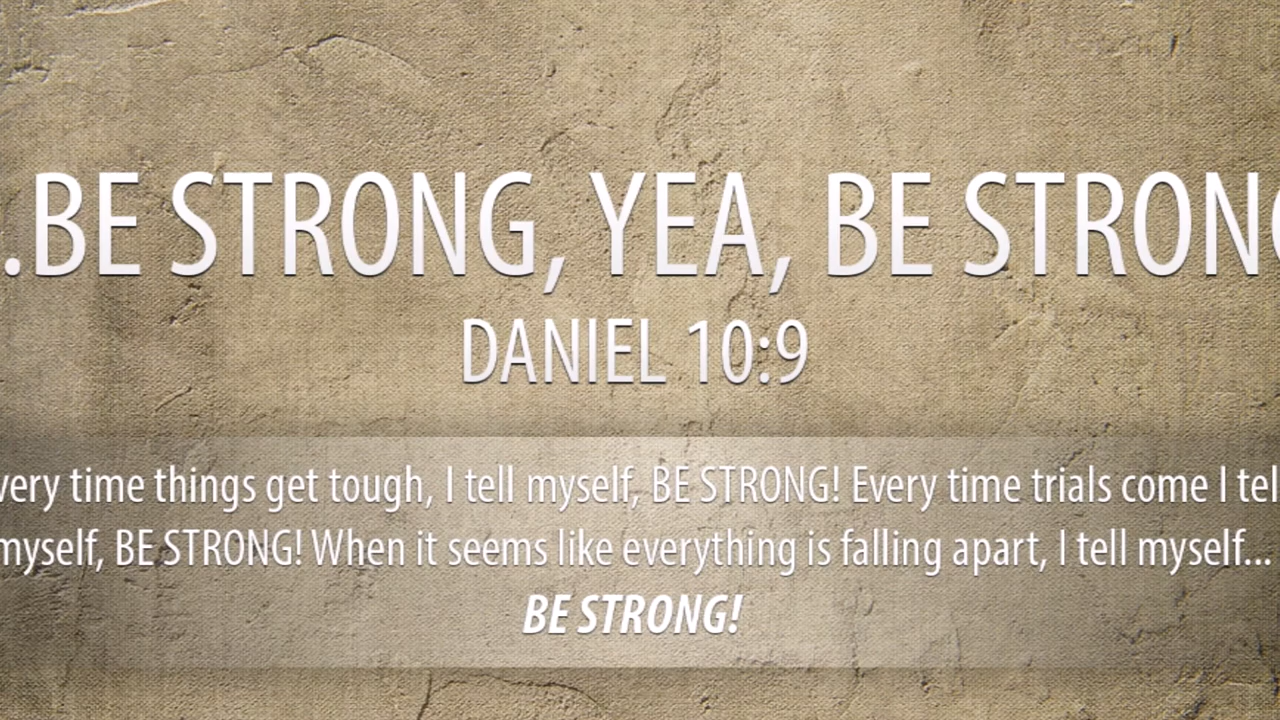 .BE STRONG, YEA, BE STRONG
DANIEL 10:9
very time things get tough, I tell myself, BE STRONG! Every time trials come I tel
myself, BE STRONG! When it seems like everything is falling apart, I tell myself...
BE STRONG!